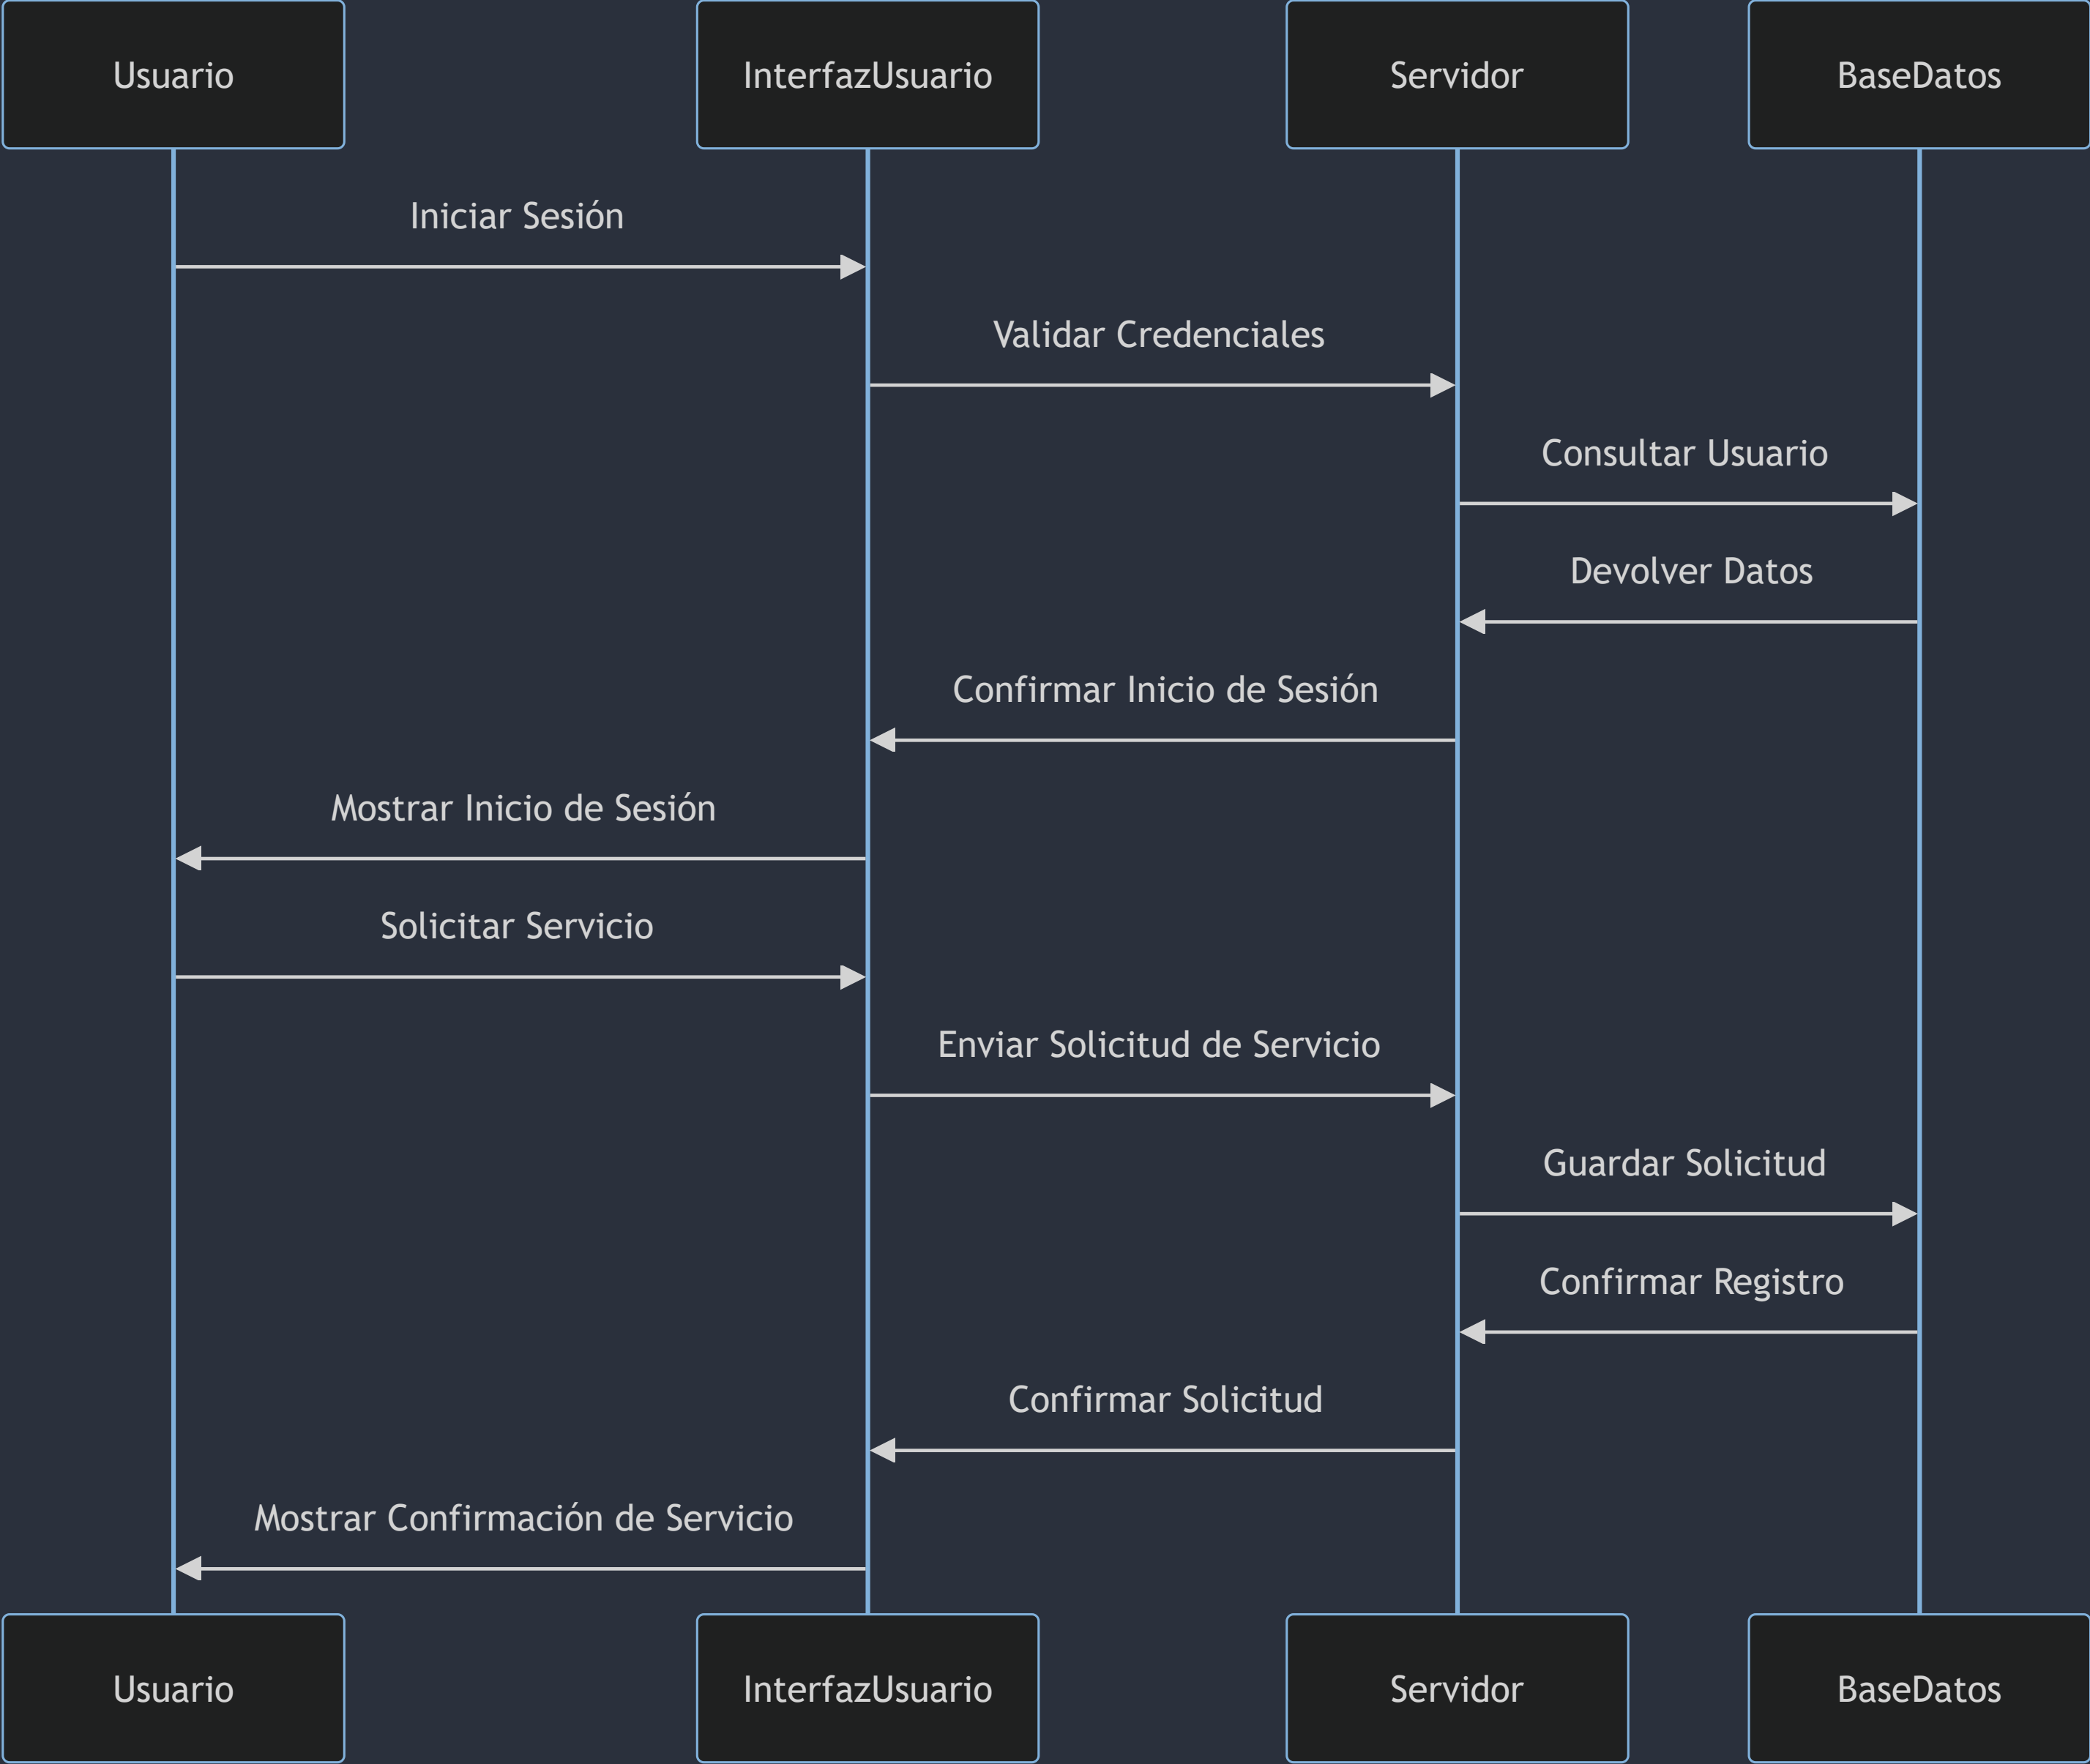 Usuario
InterfazUsuario
Servidor
BaseDatos
Iniciar Sesión
Validar Credenciales
Consultar Usuario
Devolver Datos
Confirmar Inicio de Sesión
Mostrar Inicio de Sesión
Solicitar Servicio
Enviar Solicitud de Servicio
Guardar Solicitud
Confirmar Registro
Confirmar Solicitud
Mostrar Confirmación de Servicio
Usuario
InterfazUsuario
Servidor
BaseDatos